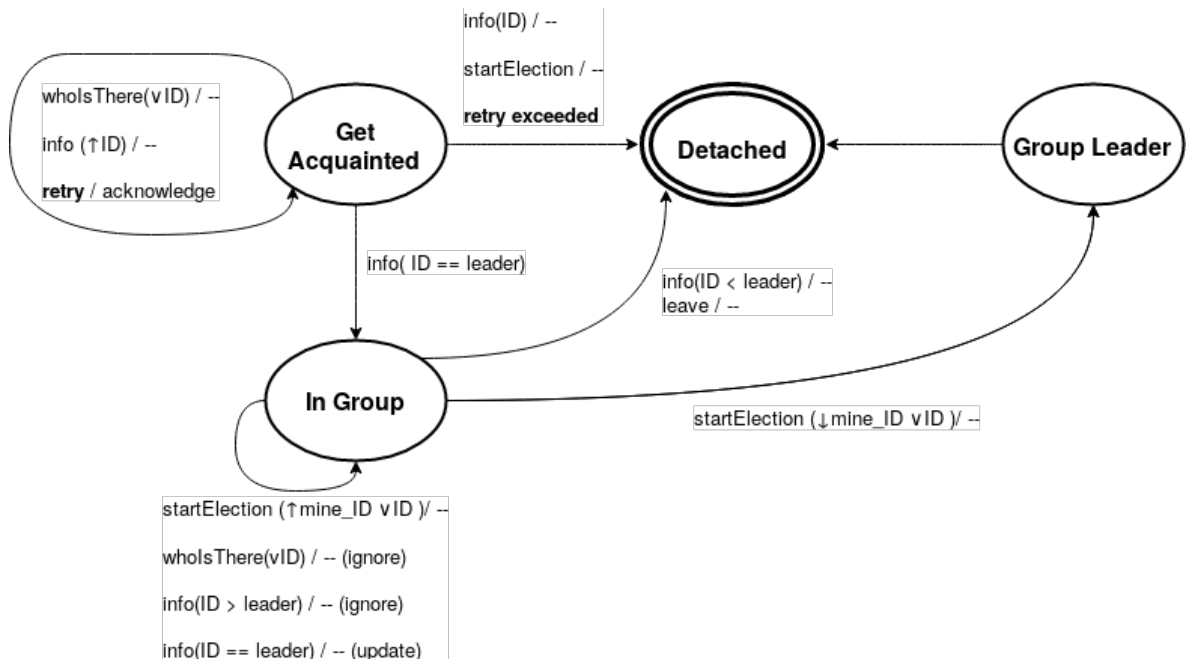 info(ID) / --
startElection / --
retry exceeded
whoIsThere(∨ID) / --
info (↑ID) / --
retry / acknowledge
Get
Acquainted
Detached
Group Leader
info( ID == leader)
info(ID < leader) / --
leave / --
In Group
startElection (↓mine_ID ∨ID )/ --
startElection (↑mine_ID ∨ID )/ --
whoIsThere(vID) / -- (ignore)
info(ID > leader) / -- (ignore)
info(ID == leader) / -- (update)